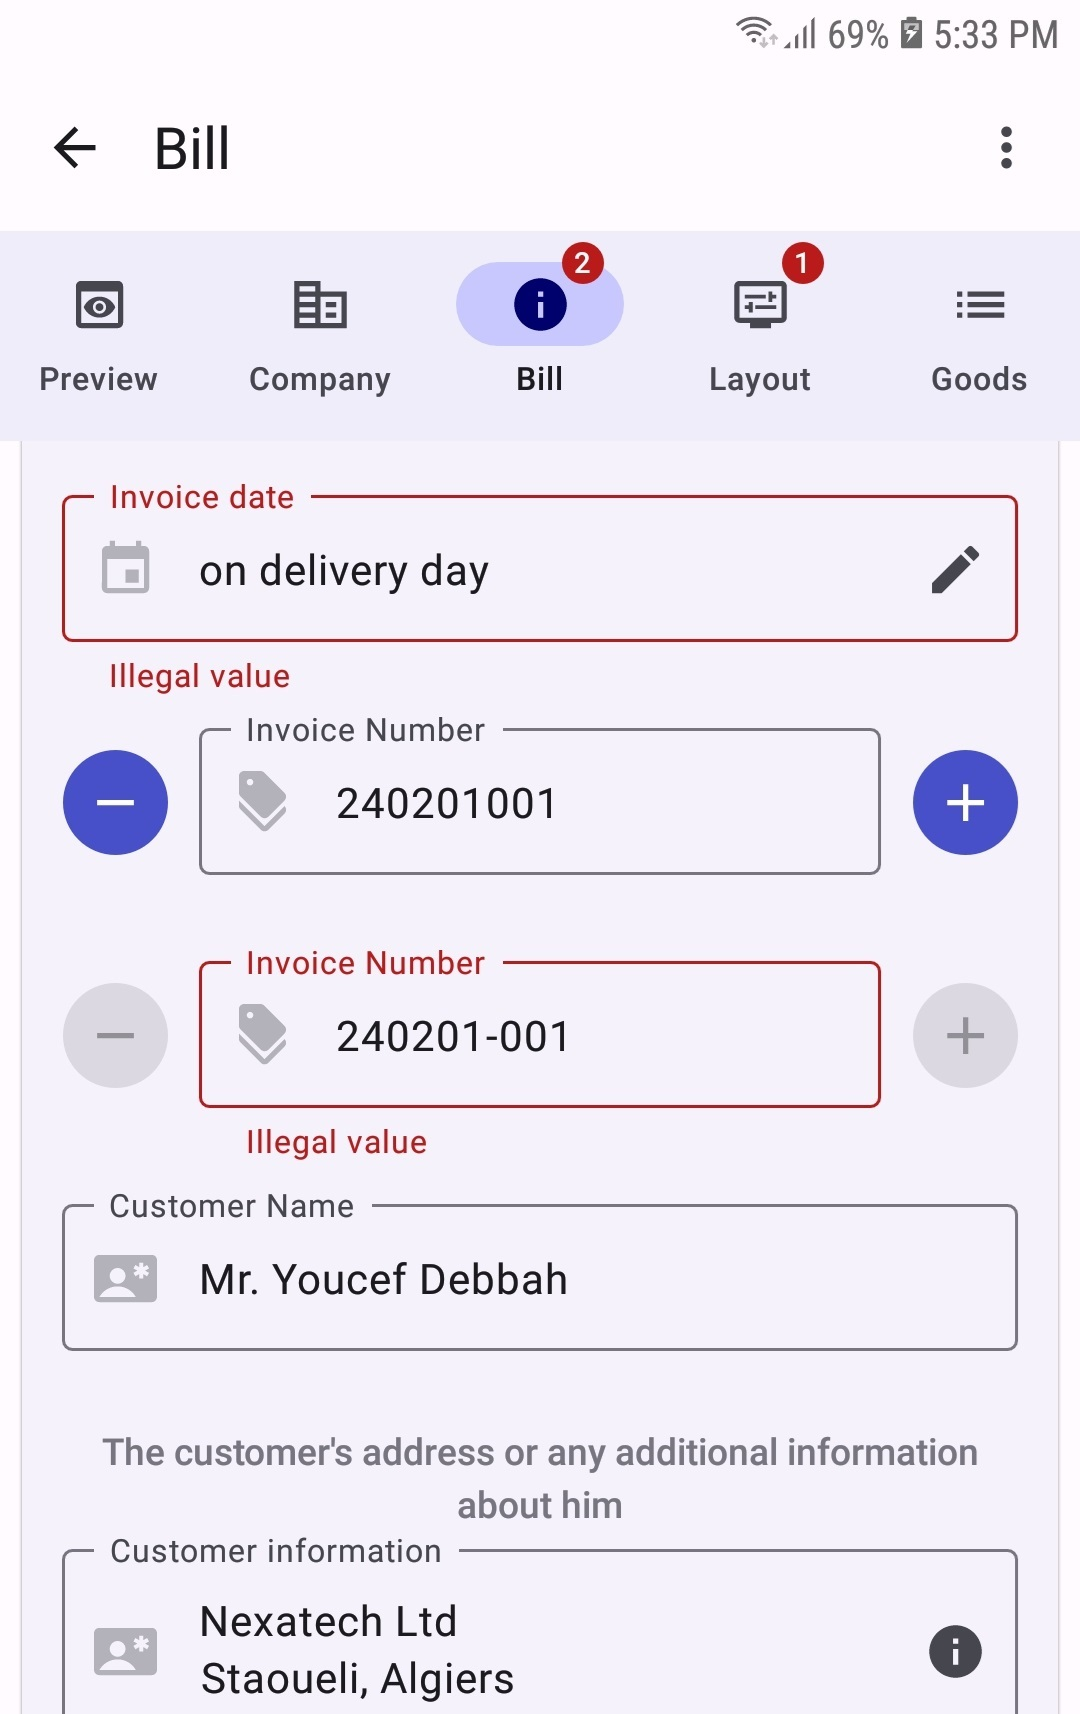 69% 5:33 PM
Bill
2 1
Preview Company Bill Layout Goods
Invoice date
on delivery day
Illegal value
Invoice Number
240201001
Invoice Number
240201-001
Illegal value
Customer Name
Mr. Youcef Debbah
The customer's address or any additional information
about him
Customer information
Nexatech Ltd
Staoueli, Algiers